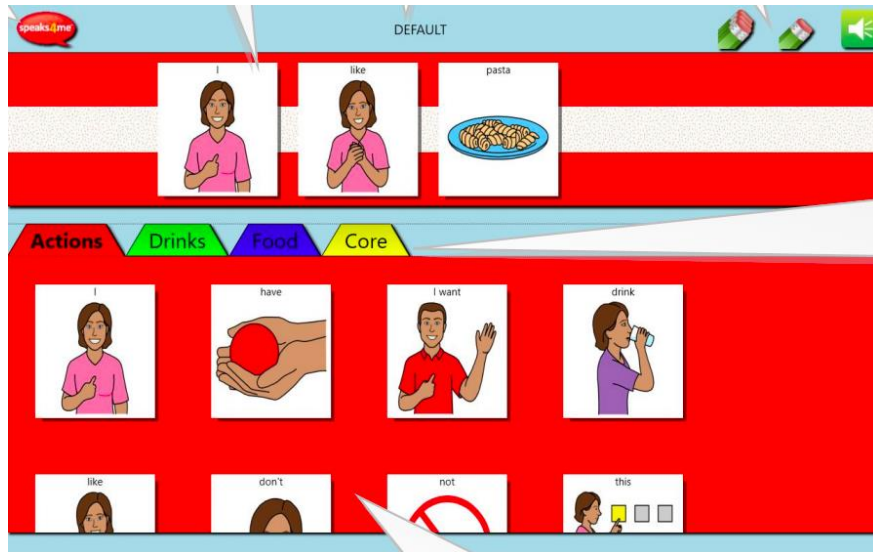 speaks4me
DEFAULT
I like pasta
Actions Drinks Food Core
I have I want drink
like don't not this